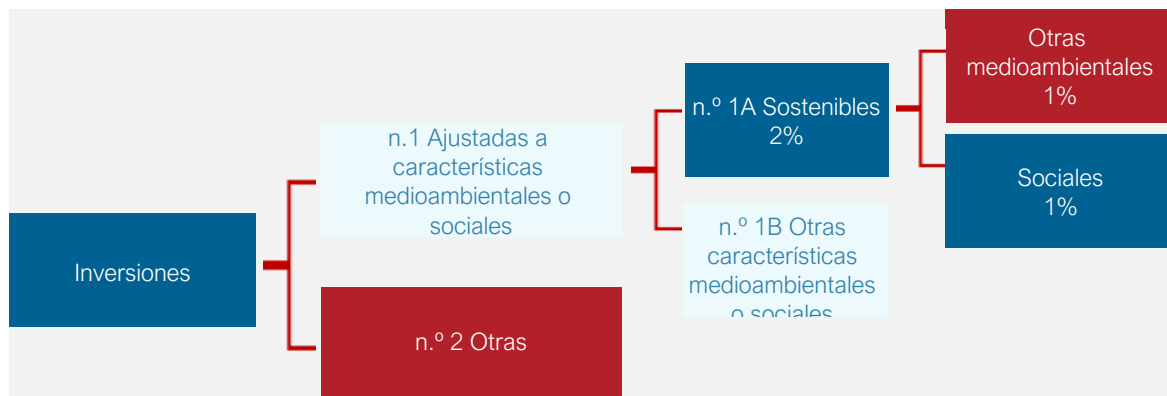 Inversiones
n.1 Ajustadas a
características
medioambientales o
sociales
n.º 2 Otras
n.º 1A Sostenibles
2%
n.º 1B Otras
características
medioambientales
o sociales
Otras
medioambientales
1%
Sociales
1%